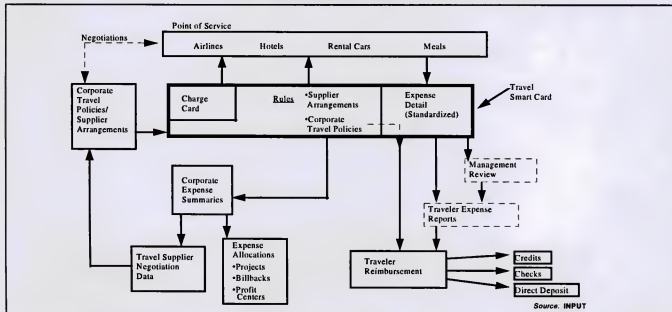 Point of Service
Negotiations
Airlines Hotels Rental Cars Meals
Corporate
Travel
Policies/
Supplier
Arrangements
Charge
Card
Rules
•Supplier
Arrangements
•Corporate
Travel Policies
Expense
Detail
(Standardized)
Travel
Smart Card
Management
Review
Corporate
Expense
Summaries
Traveler Expense
Reports
Travel Supplier
Negotiation
Data
Expense
Allocations
•Projects
•Billbacks
•Profit
Centers
Traveler
Reimbursement
Credits
Checks
Direct Deposit
Source. INPUT